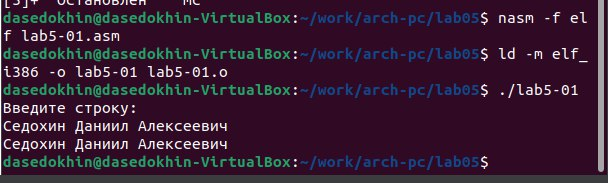 [3]+ Остановлен mc
dasedokhin@dasedokhin-VirtualBox:~/work/arch-pc/lab05$ nasm -f el
f lab5-01.asm
dasedokhin@dasedokhin-VirtualBox:~/work/arch-pc/lab05$ ld -m elf_
i386 -o lab5-01 lab5-01.o
dasedokhin@dasedokhin-VirtualBox:~/work/arch-pc/lab05$ ./lab5-01
Введите строку:
Седохин Даниил Алексеевич
Седохин Даниил Алексеевич
dasedokhin@dasedokhin-VirtualBox:~/work/arch-pc/lab05$